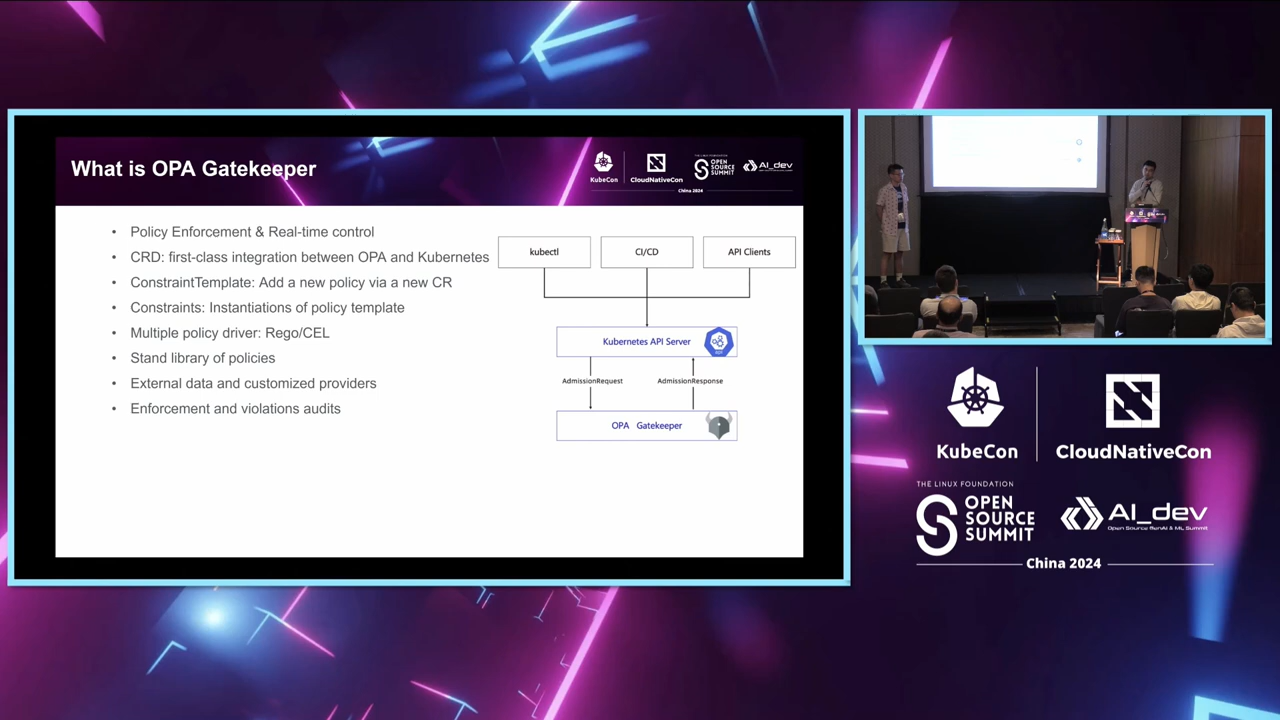 What is OPA Gatekeeper
KubeCon
CloudNativeCon
THE LINUX FOUNDATION
OPEN
SOURCE
SUMMIT
AI_dev
China 2024
• Policy Enforcement & Real-time control
• CRD: first-class integration between OPA and Kubernetes
• ConstraintTemplate: Add a new policy via a new CR
• Constraints: Instantiations of policy template
• Multiple policy driver: Rego/CEL
• Stand library of policies
• External data and customized providers
• Enforcement and violations audits
kubectl
CI/CD
API Clients
Kubernetes API Server
AdmissionRequest
AdmissionResponse
OPA Gatekeeper
KubeCon
CloudNativeCon
THE LINUX FOUNDATION
OPEN
SOURCE
SUMMIT
AI_dev
Open Source GenAI & ML Summit
China 2024